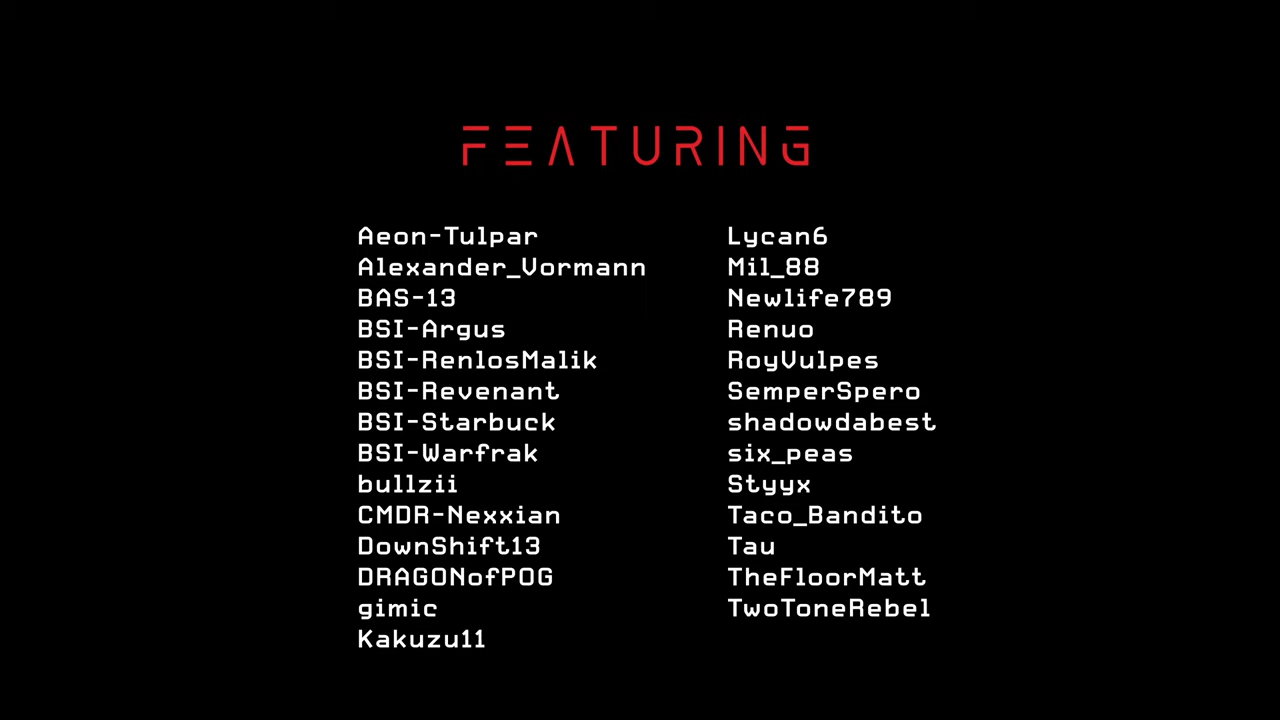 FEATURING
Aeon-Tulpar
Alexander_Vormann
BAS-13
BSI-Argus
BSI-RenlosMalik
BSI-Revenant
BSI-Starbuck
BSI-Warfrak
bullzii
CMDR-Nexxian
DownShift13
DRAGONofPOG
gimic
Kakuzu11
Lycan6
Mil_88
Newlife789
Renuo
RoyVulpes
SemperSpero
shadowdabest
six_peas
Styyx
Taco_Bandito
Tau
TheFloorMatt
TwoToneRebel